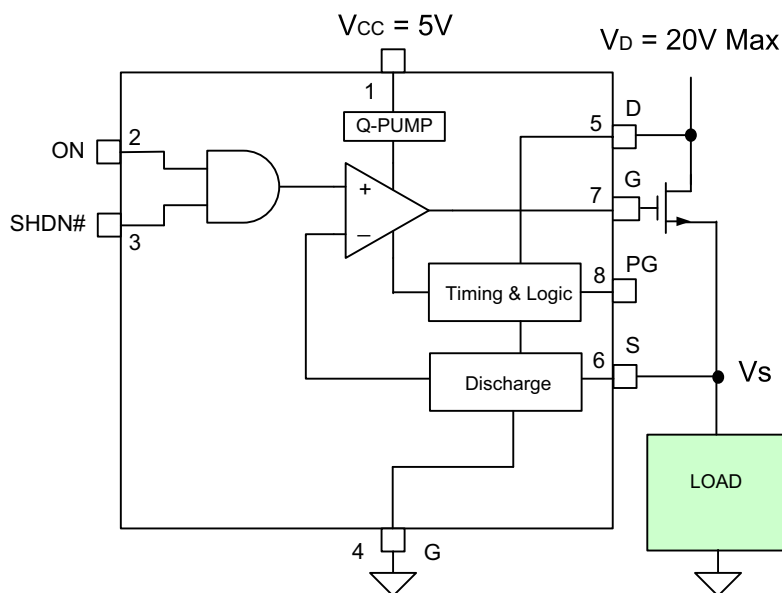 VCC = 5V
VD = 20V Max
1
Q-PUMP
5
D
ON
2
+
7
G
SHDN#
3
–
8
PG
Timing & Logic
6
S
Discharge
Vs
LOAD
4
G